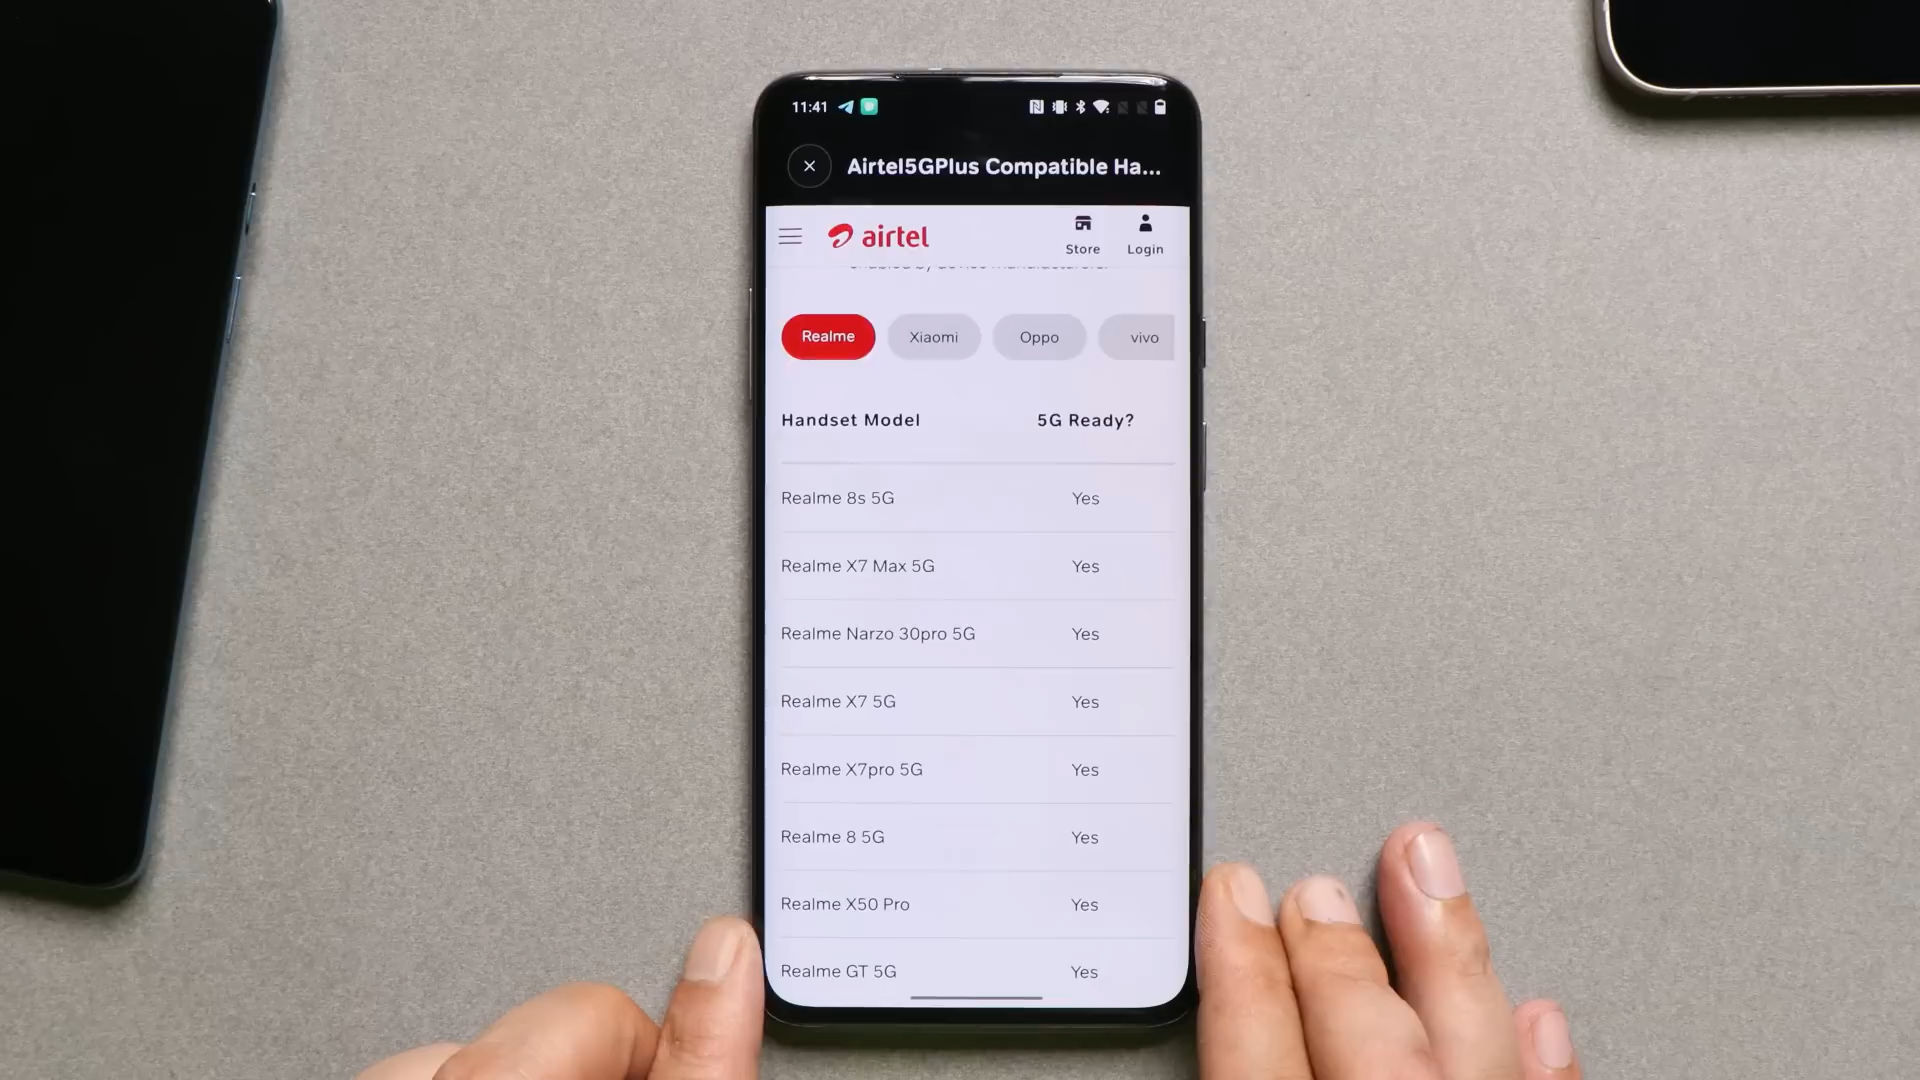 11:41
Airtel5GPlus Compatible Ha...
airtel
Store
Login
Realme
Xiaomi
Oppo
vivo
Handset Model
5G Ready?
Realme 8s 5G
Yes
Realme X7 Max 5G
Yes
Realme Narzo 30pro 5G
Yes
Realme X7 5G
Yes
Realme X7pro 5G
Yes
Realme 8 5G
Yes
Realme X50 Pro
Yes
Realme GT 5G
Yes